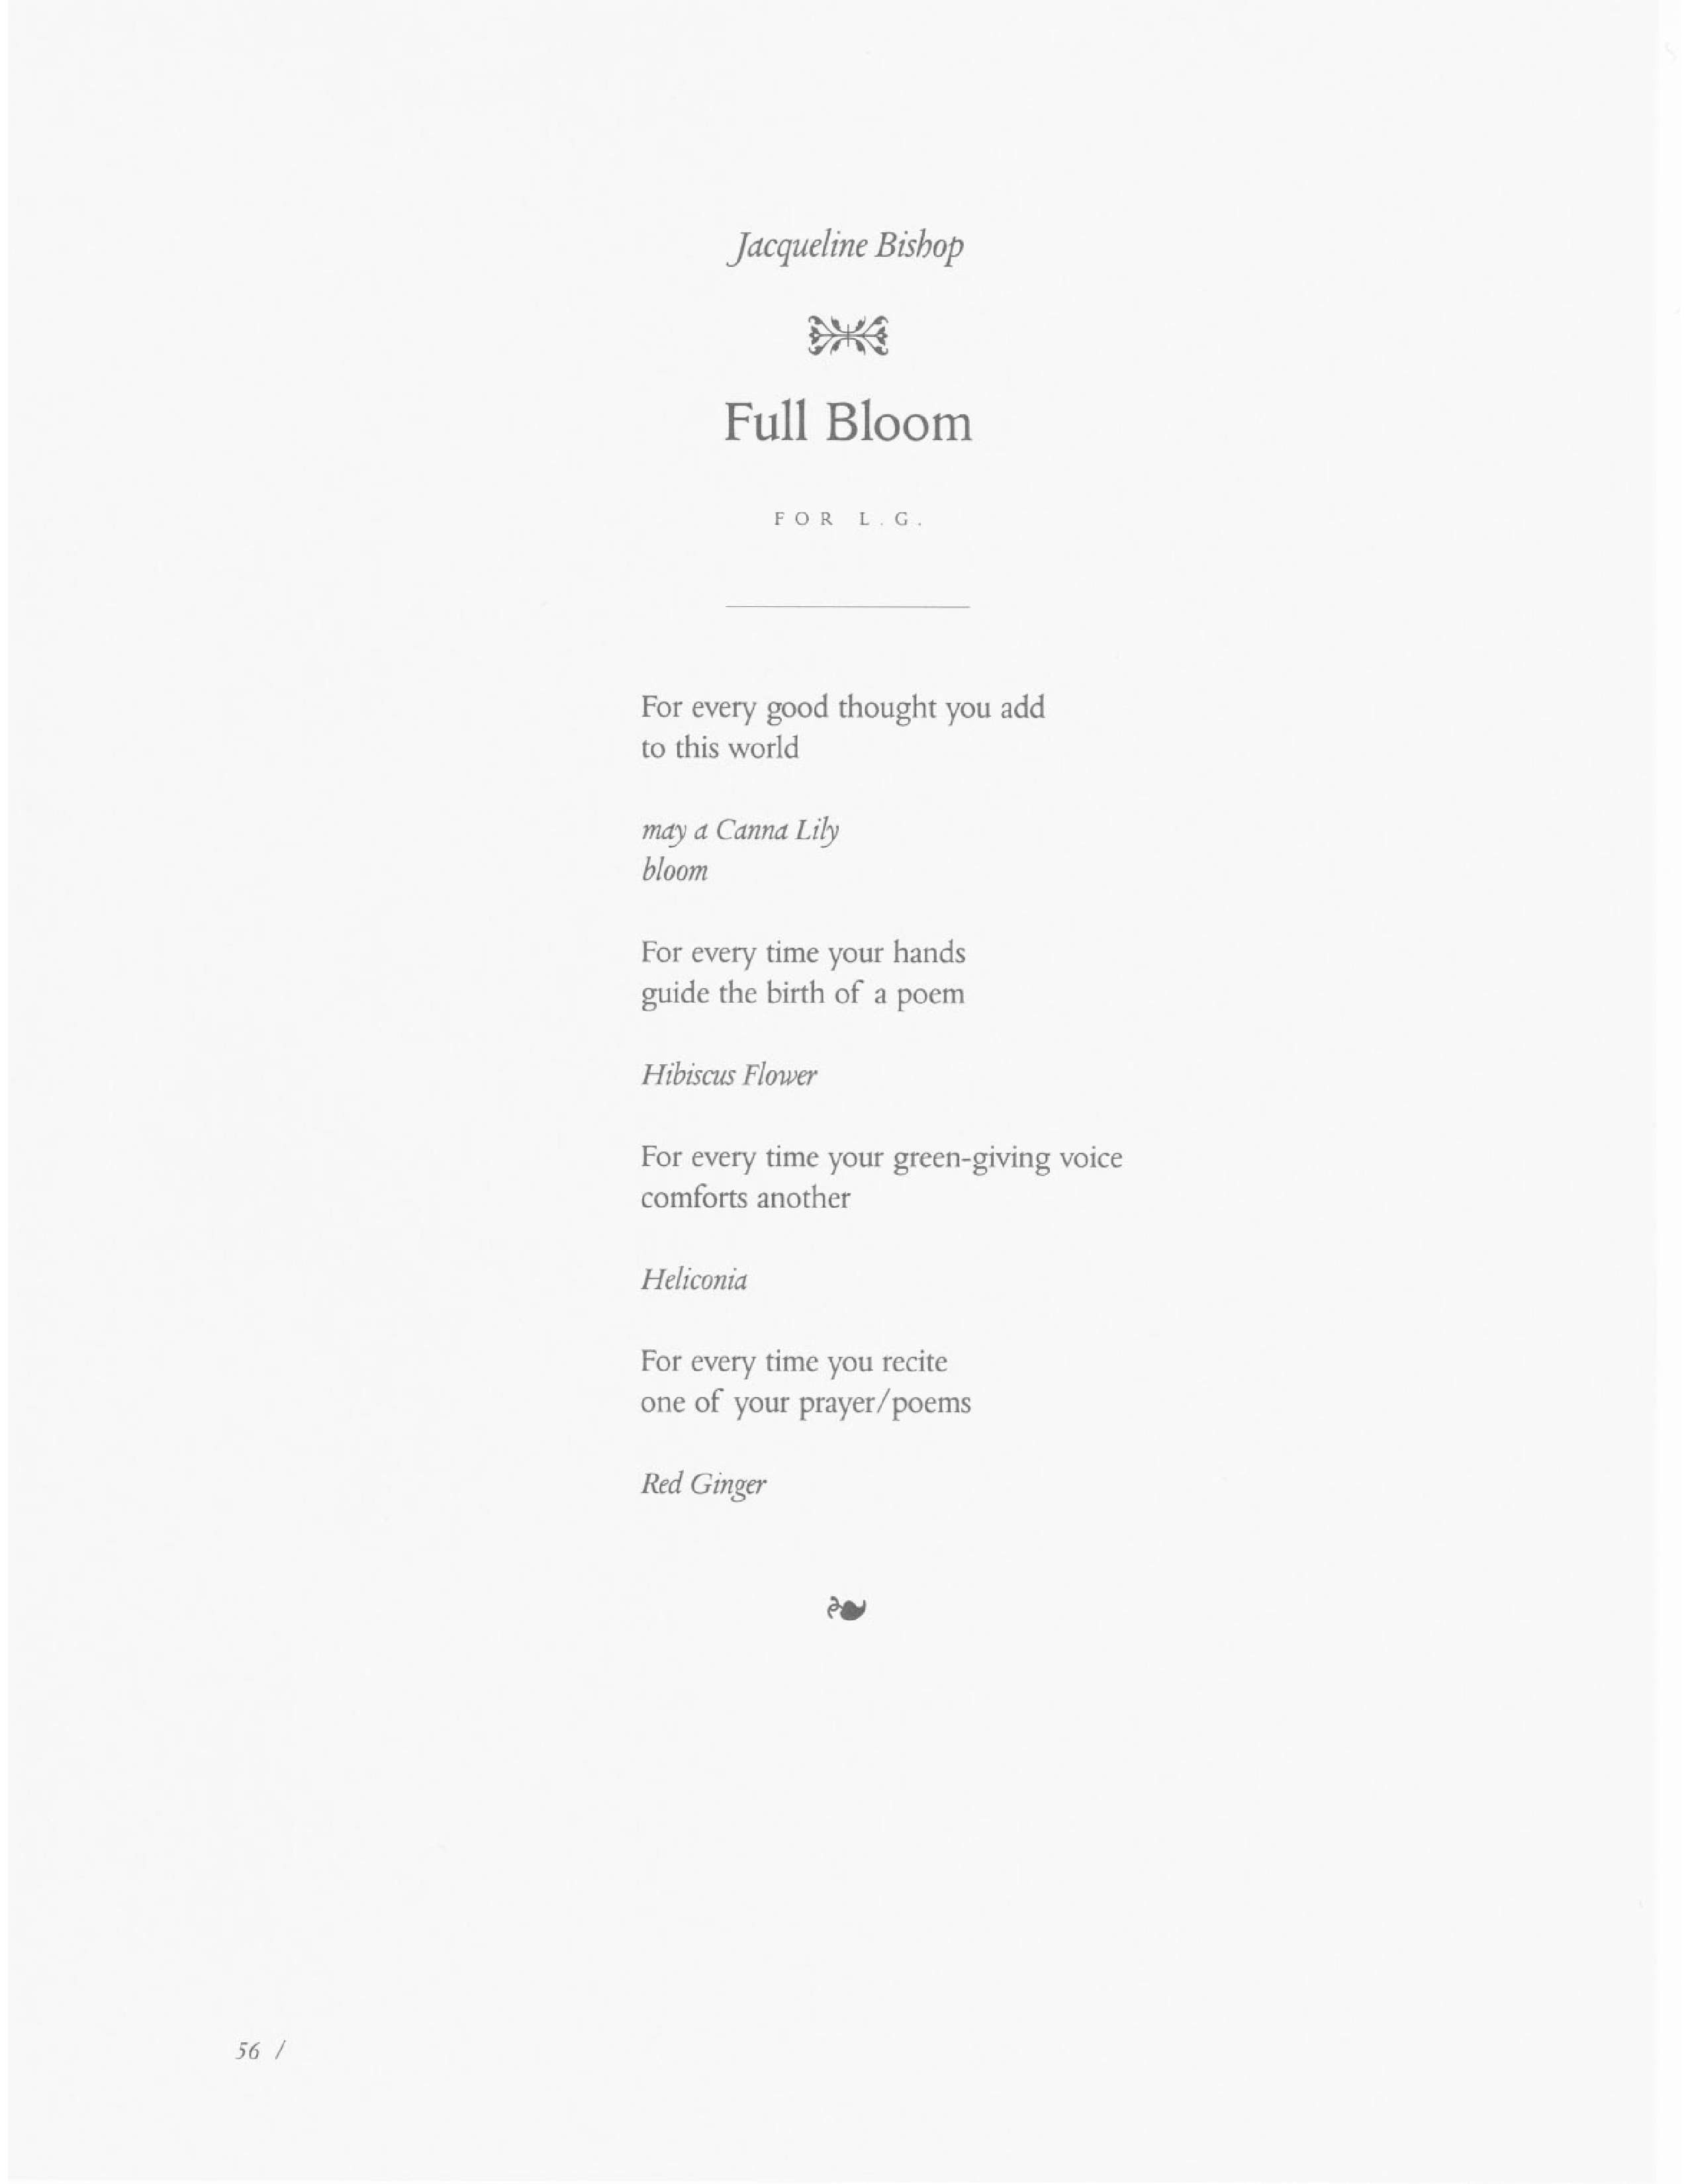 Jacqueline Bishop
Full Bloom
FOR L.G.
For every good thought you add
to this world
may a Canna Lily
bloom
For every time your hands
guide the birth of a poem
Hibiscus Flower
For every time your green-giving voice
comforts another
Heliconia
For every time you recite
one of your prayer/poems
Red Ginger
56 /